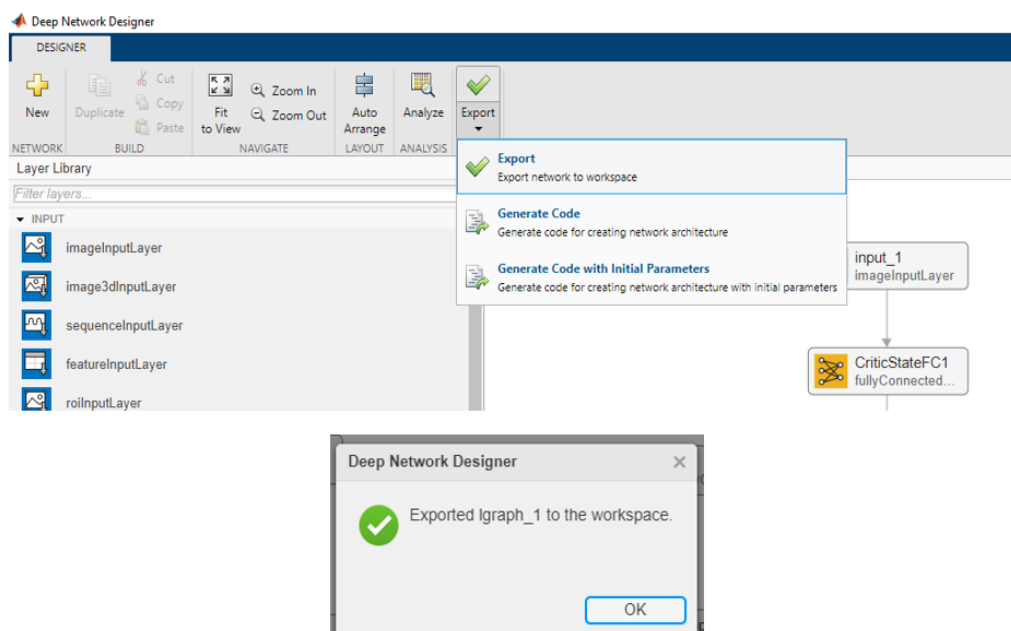 Deep Network Designer
DESIGNER
New
Duplicate
Cut
Copy
Paste
Fit
to View
Zoom In
Zoom Out
Auto
Arrange
Analyze
Export
NETWORK
BUILD
NAVIGATE
LAYOUT
ANALYSIS
Layer Library
Filter layers...
INPUT
imageInputLayer
image3dInputLayer
sequenceInputLayer
featureInputLayer
roiInputLayer
Export
Export network to workspace
Generate Code
Generate code for creating network architecture
Generate Code with Initial Parameters
Generate code for creating network architecture with initial parameters
input_1
imageInputLayer
CriticStateFC1
fullyConnected...
Deep Network Designer
Exported lgraph_1 to the workspace.
OK